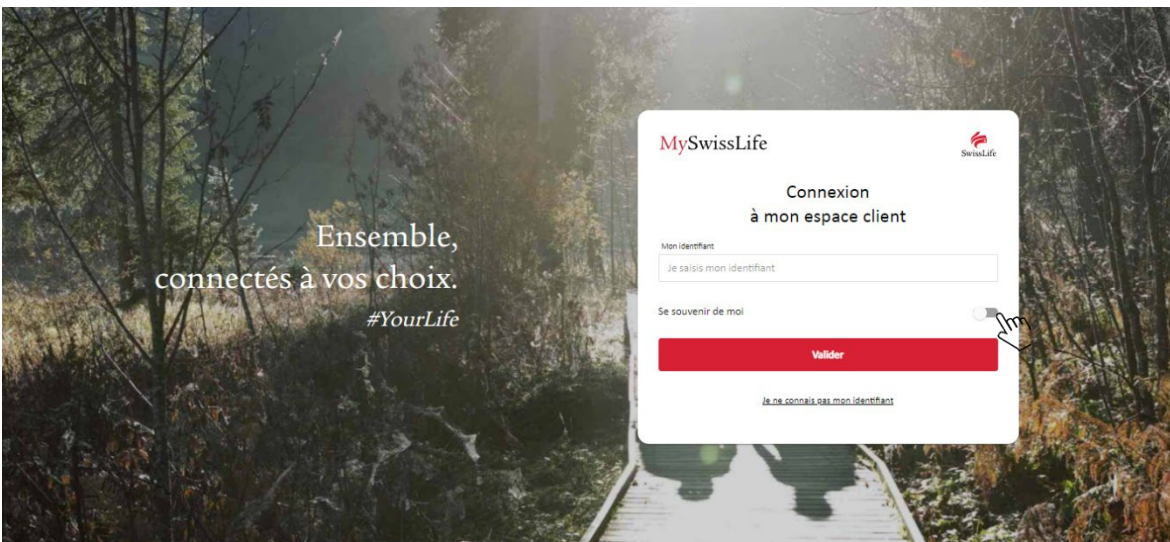 Ensemble,
connectés à vos choix.
#YourLife
MySwissLife
SwissLife
Connexion
à mon espace client
Mon identifiant
Je saisis mon identifiant
Se souvenir de moi
Valider
Je ne connais pas mon identifiant